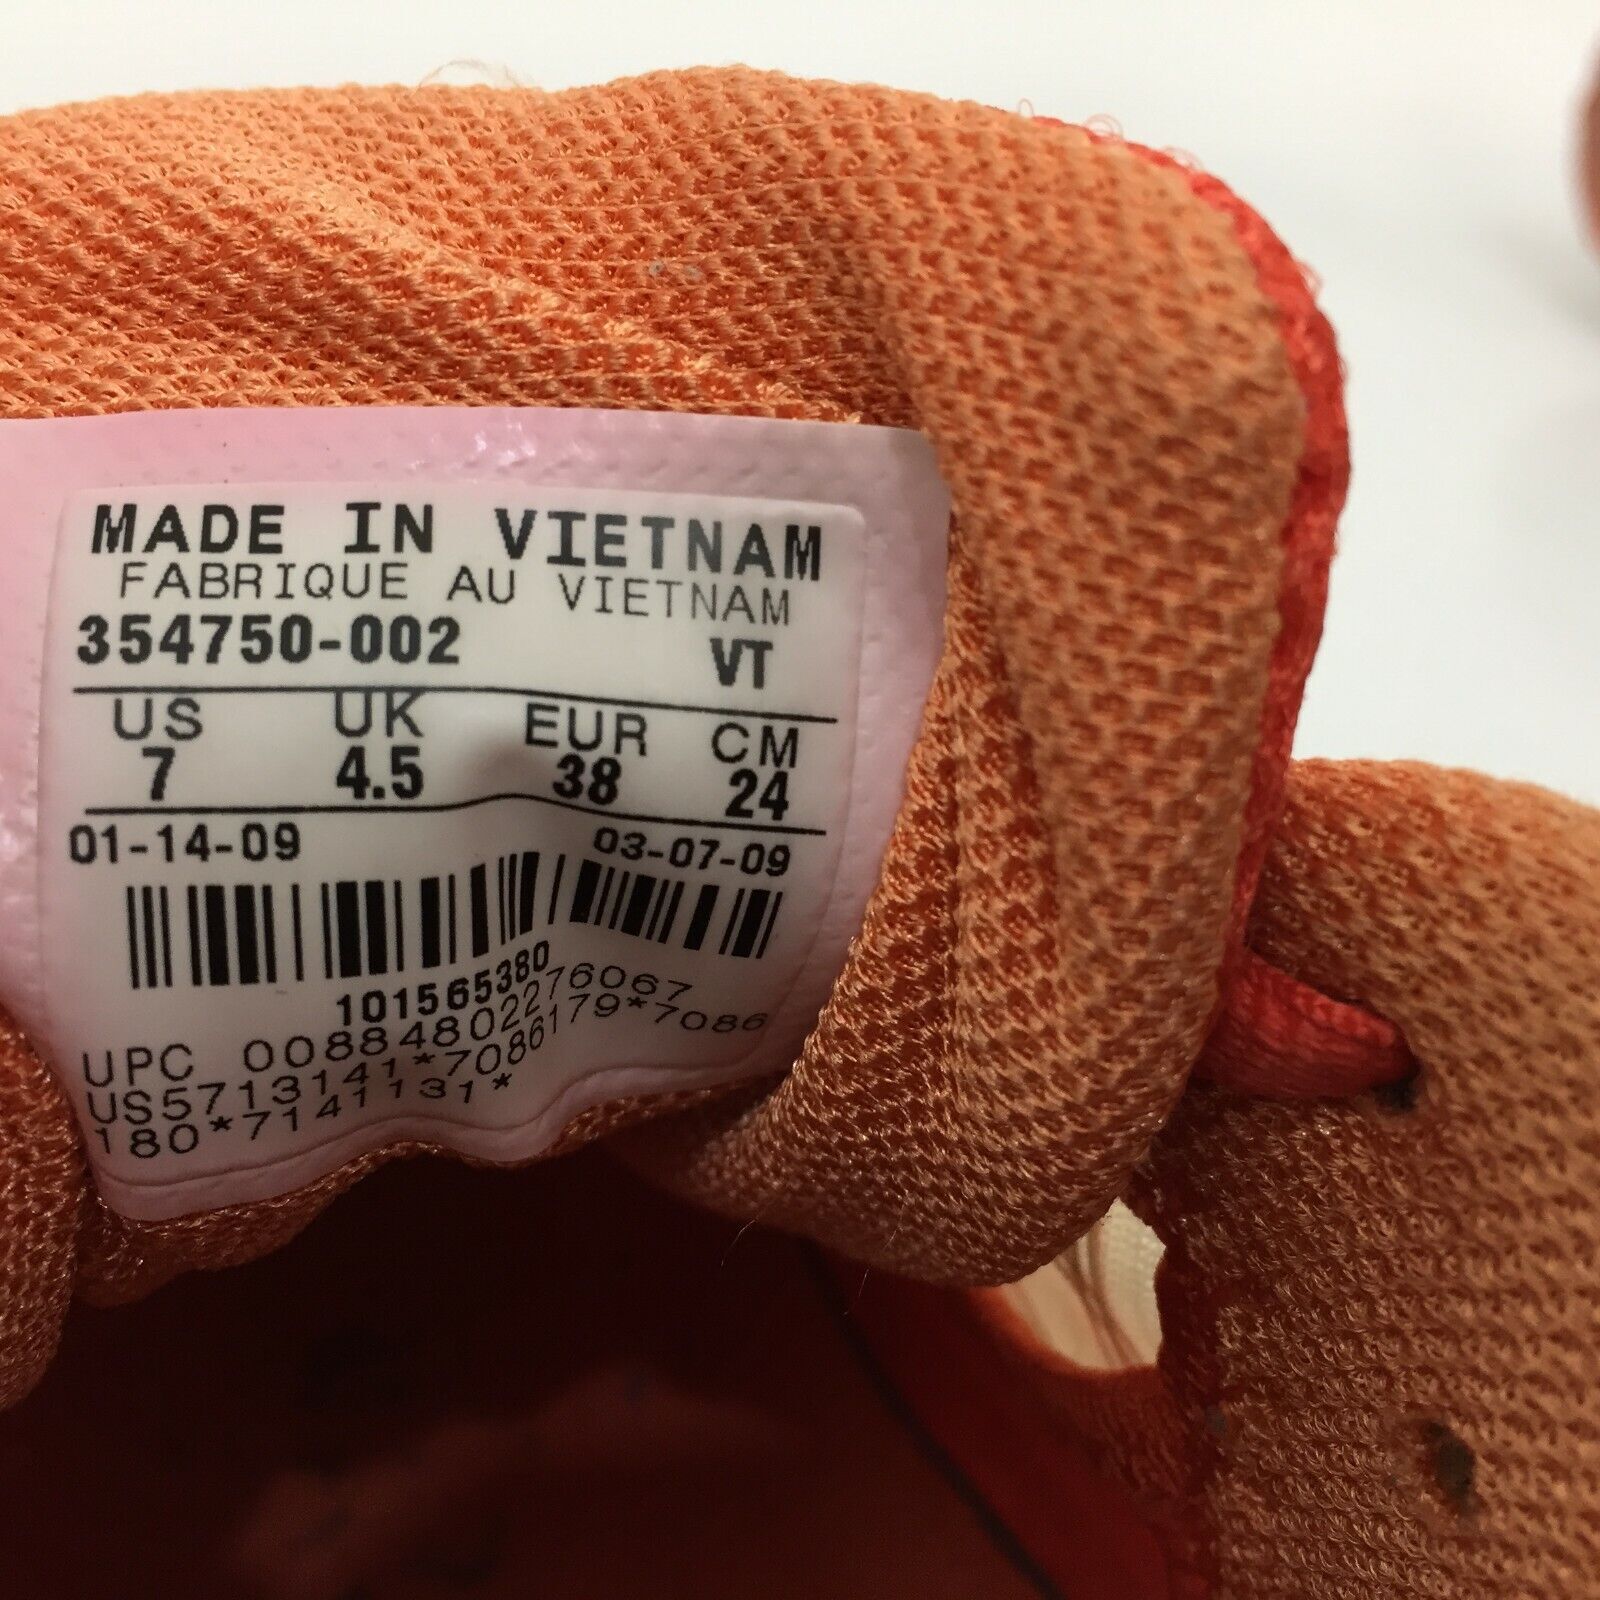 MADE IN VIETNAM
FABRIQUE AU VIETNAM
354750-002 VT
US UK EUR CM
7 4.5 38 24
01-14-09 03-07-09
101565380
UPC 00884802276067
US5713141*7086179*7086
180*7141131*